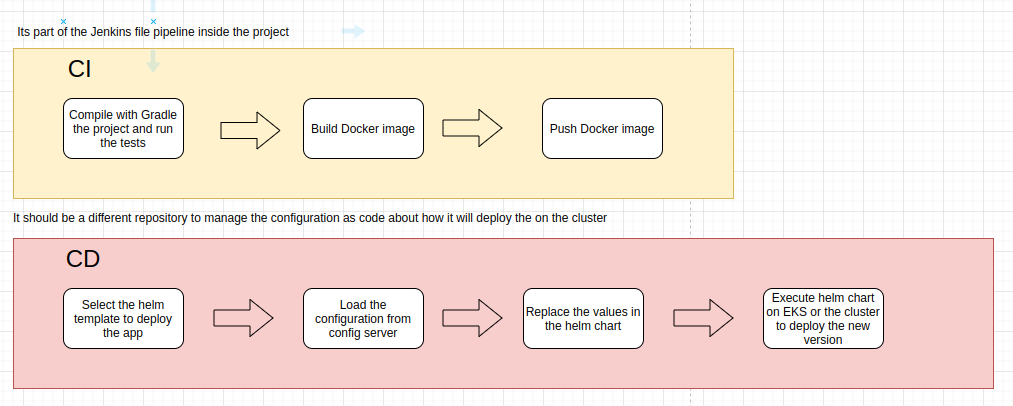 Its part of the Jenkins file pipeline inside the project
CI
Compile with Gradle
the project and run
the tests
Build Docker image
Push Docker image
It should be a different repository to manage the configuration as code about how it will deploy the on the cluster
CD
Select the helm
template to deploy
the app
Load the
configuration from
config server
Replace the values in
the helm chart
Execute helm chart
on EKS or the cluster
to deploy the new
version